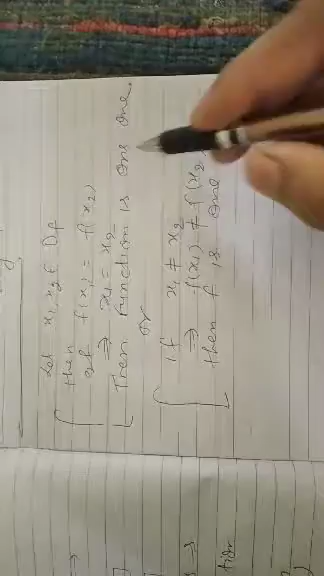 Let x1, x2 ∈ Df
then
If f(x1) = f(x2)
⇒ x1 = x2
Then function is one one.
or
if x1 ≠ x2
⇒ f(x1) ≠ f(x2)
then f is one